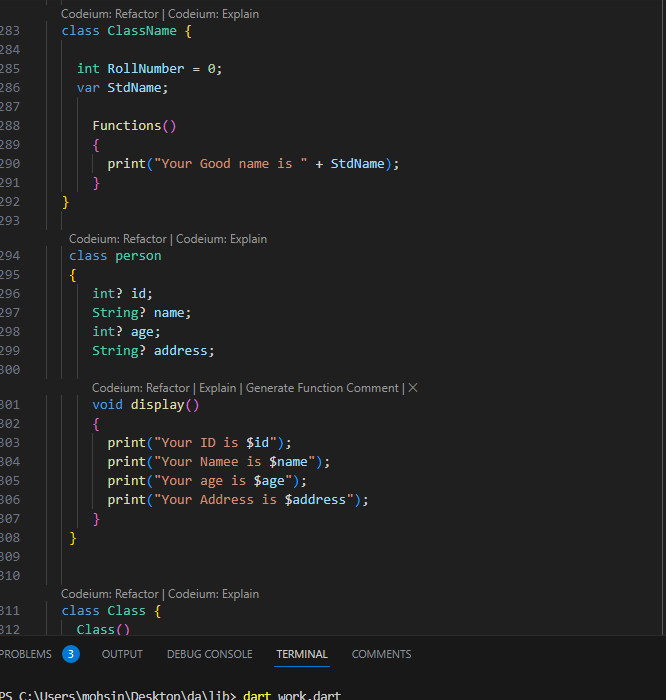 Codeium: Refactor | Codeium: Explain
283 class ClassName {
284
285 int RollNumber = 0;
286 var StdName;
287
288 Functions()
289 {
290 print("Your Good name is " + StdName);
291 }
292 }
293
Codeium: Refactor | Codeium: Explain
294 class person
295 {
296 int? id;
297 String? name;
298 int? age;
299 String? address;
300
Codeium: Refactor | Explain | Generate Function Comment | ✕
301 void display()
302 {
303 print("Your ID is $id");
304 print("Your Namee is $name");
305 print("Your age is $age");
306 print("Your Address is $address");
307 }
308 }
309
310
Codeium: Refactor | Codeium: Explain
311 class Class {
312 Class()
PROBLEMS 3 OUTPUT DEBUG CONSOLE TERMINAL COMMENTS
PS C:\Users\mohsin\Desktop\da\lib> dart work.dart